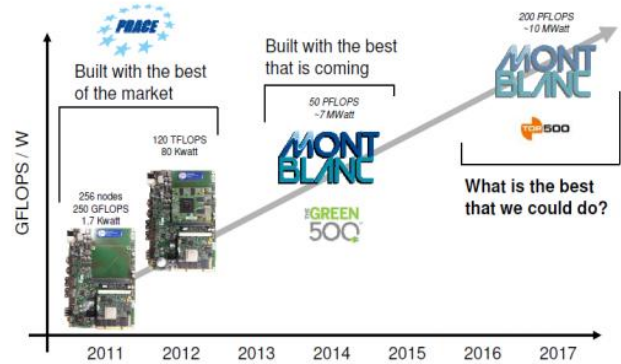 PRACE
Built with the best
of the market
256 nodes
250 GFLOPS
1.7 Kwatt
120 TFLOPS
80 Kwatt
Built with the best
that is coming
50 PFLOPS
~7 MWatt
MONT
BLANC
THE
GREEN
500
200 PFLOPS
~10 MWatt
MONT
BLANC
TOP500
What is the best
that we could do?
GFLOPS / W
2011 2012 2013 2014 2015 2016 2017